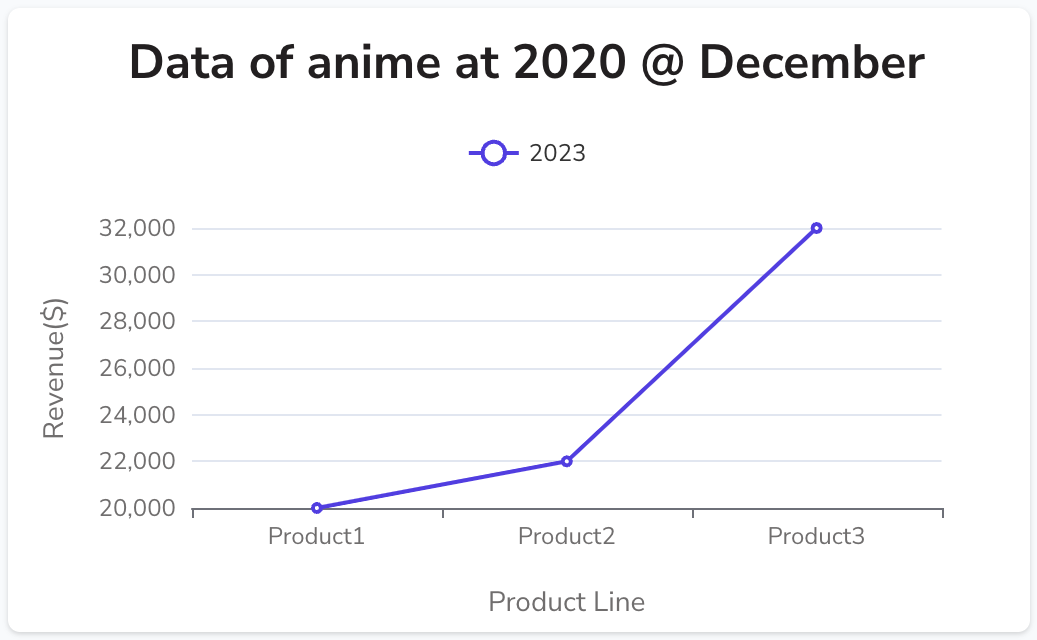 Data of anime at 2020 @ December
2023
32,000
30,000
28,000
26,000
24,000
22,000
20,000
Revenue($)
Product1 Product2 Product3
Product Line